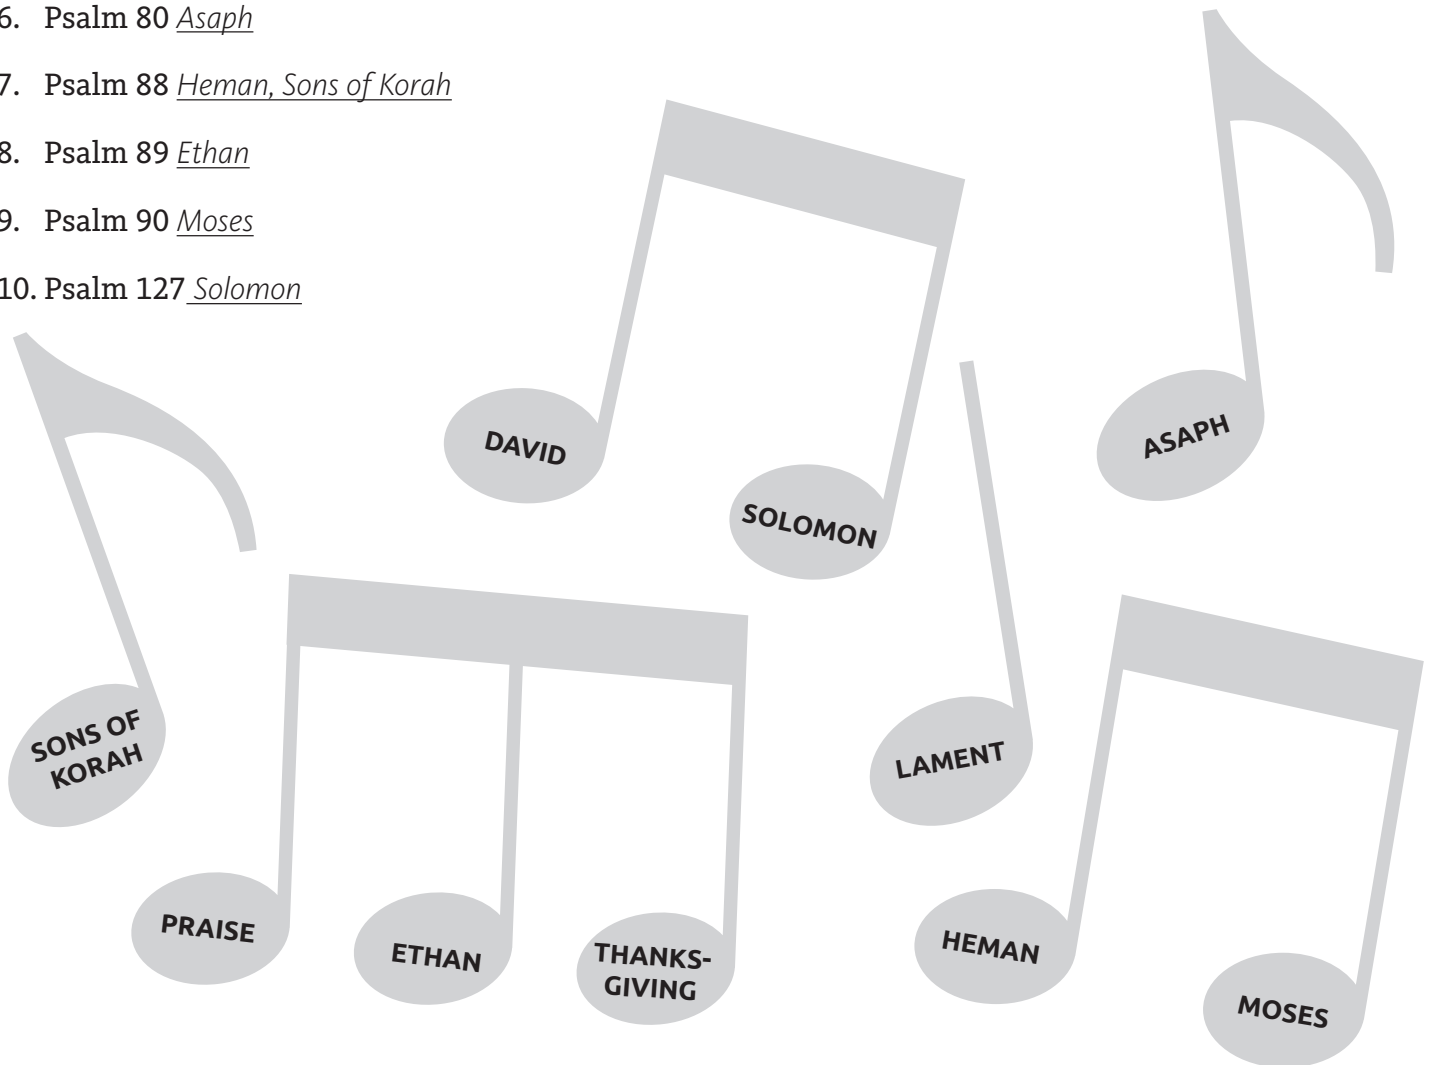 6. Psalm 80 Asaph
7. Psalm 88 Heman, Sons of Korah
8. Psalm 89 Ethan
9. Psalm 90 Moses
10. Psalm 127 Solomon
DAVID
SOLOMON
ASAPH
SONS OF
KORAH
LAMENT
PRAISE
ETHAN
THANKS-
GIVING
HEMAN
MOSES